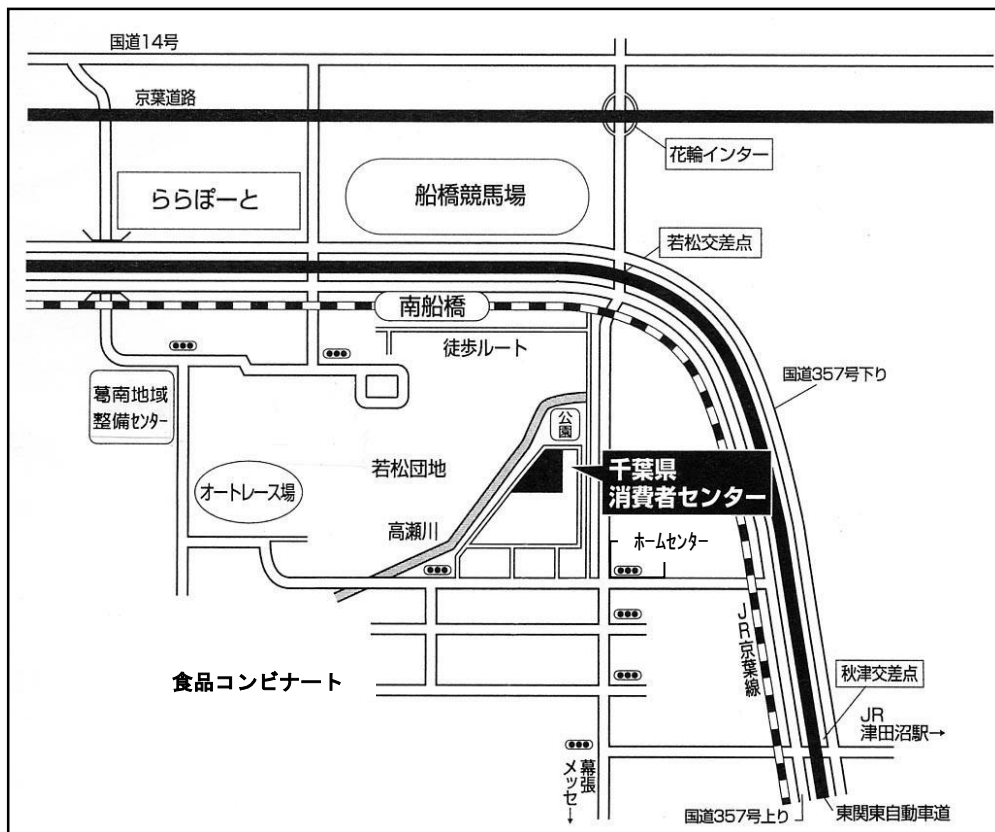 国道14号
京葉道路
花輪インター
ららぽーと
船橋競馬場
若松交差点
南船橋
徒歩ルート
国道357号下り
葛南地域
整備センター
公園
若松団地
千葉県
消費者センター
オートレース場
高瀬川
ホームセンター
JR京葉線
食品コンビナート
秋津交差点
JR
津田沼駅→
幕張
メッセ→
国道357号上り
東関東自動車道